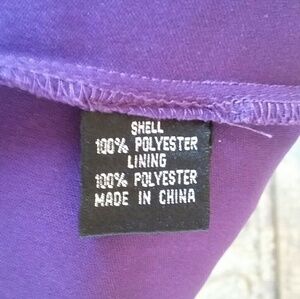 SHELL
100% POLYESTER
LINING
100% POLYESTER
MADE IN CHINA